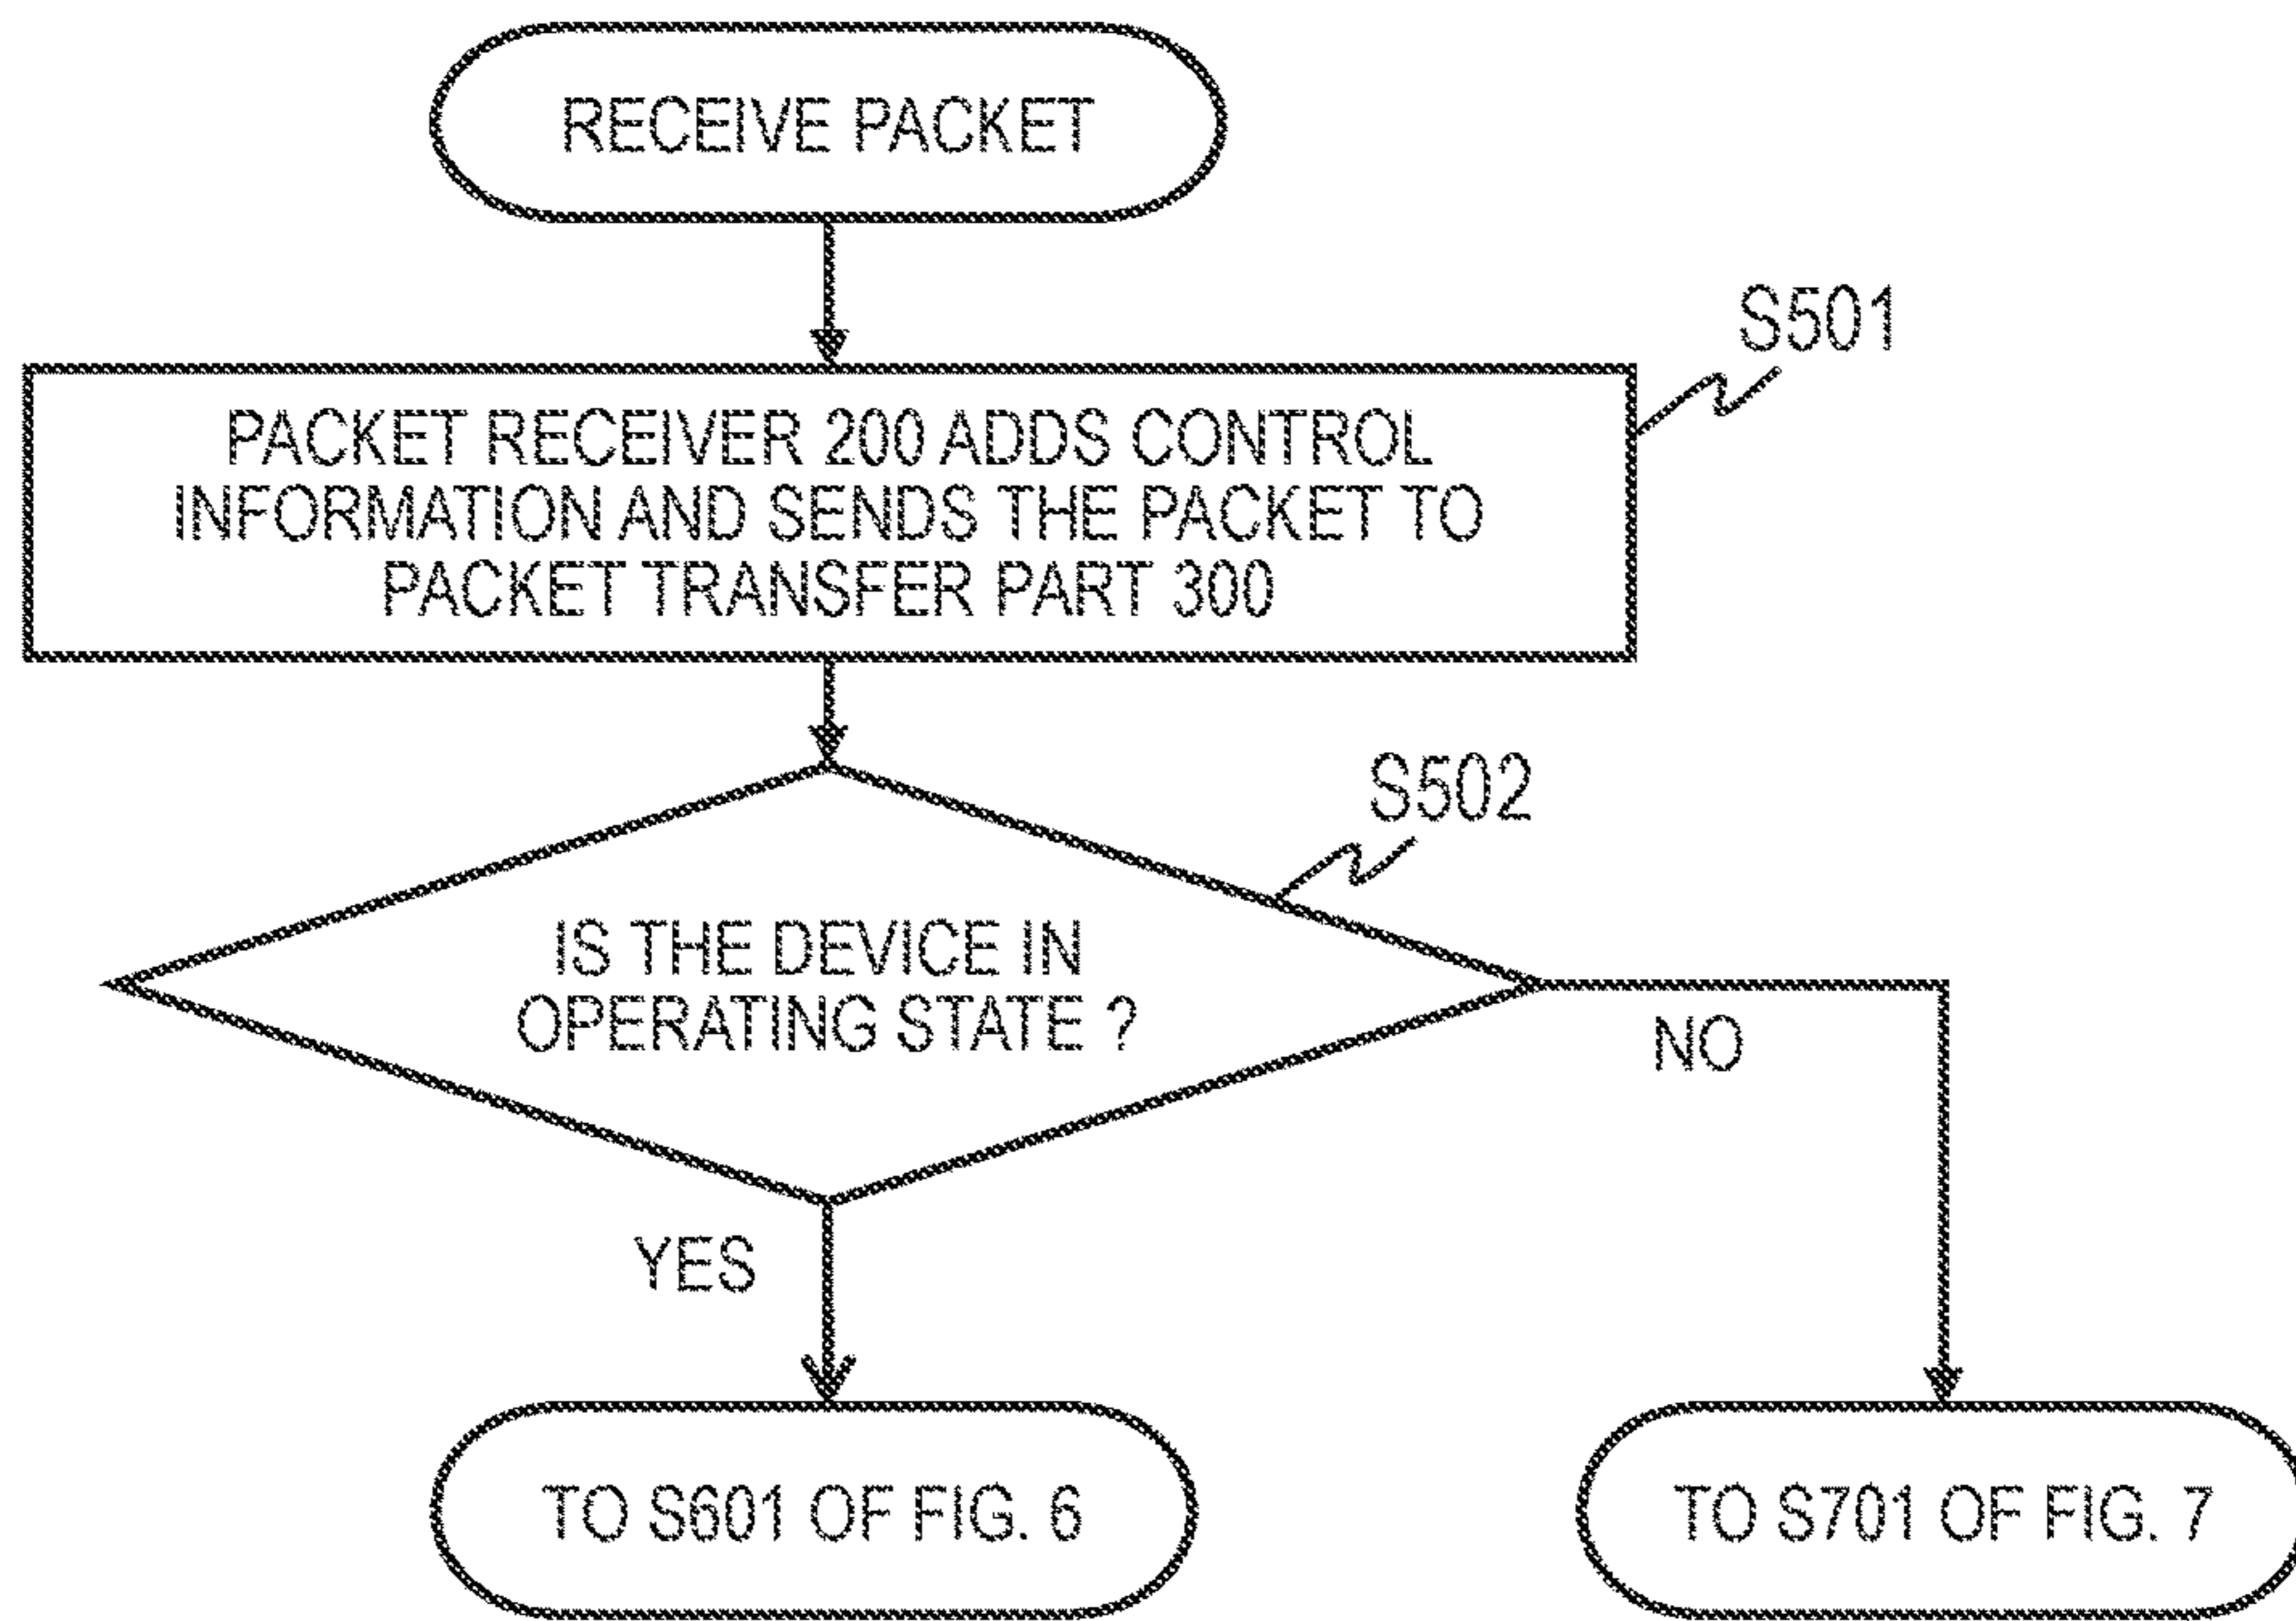 RECEIVE PACKET
S501
PACKET RECEIVER 200 ADDS CONTROL
INFORMATION AND SENDS THE PACKET TO
PACKET TRANSFER PART 300
S502
IS THE DEVICE IN
OPERATING STATE ?
NO
YES
TO S601 OF FIG. 6
TO S701 OF FIG. 7